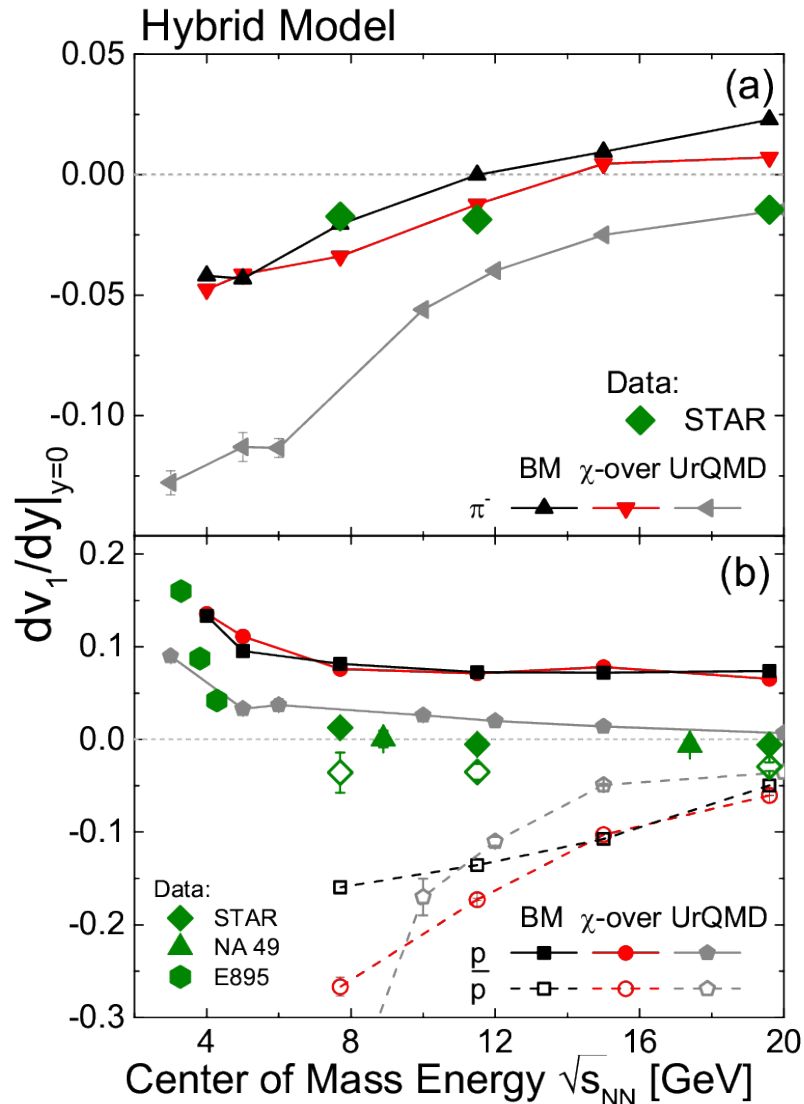 Hybrid Model
0.05
(a)
0.00
-0.05
-0.10
Data:
STAR
BM χ-over UrQMD
π⁻
dv₁/dy|y=0
0.2
(b)
0.1
0.0
-0.1
-0.2
-0.3
Data:
STAR
NA 49
E895
BM χ-over UrQMD
p
p̅
4 8 12 16 20
Center of Mass Energy √sNN [GeV]